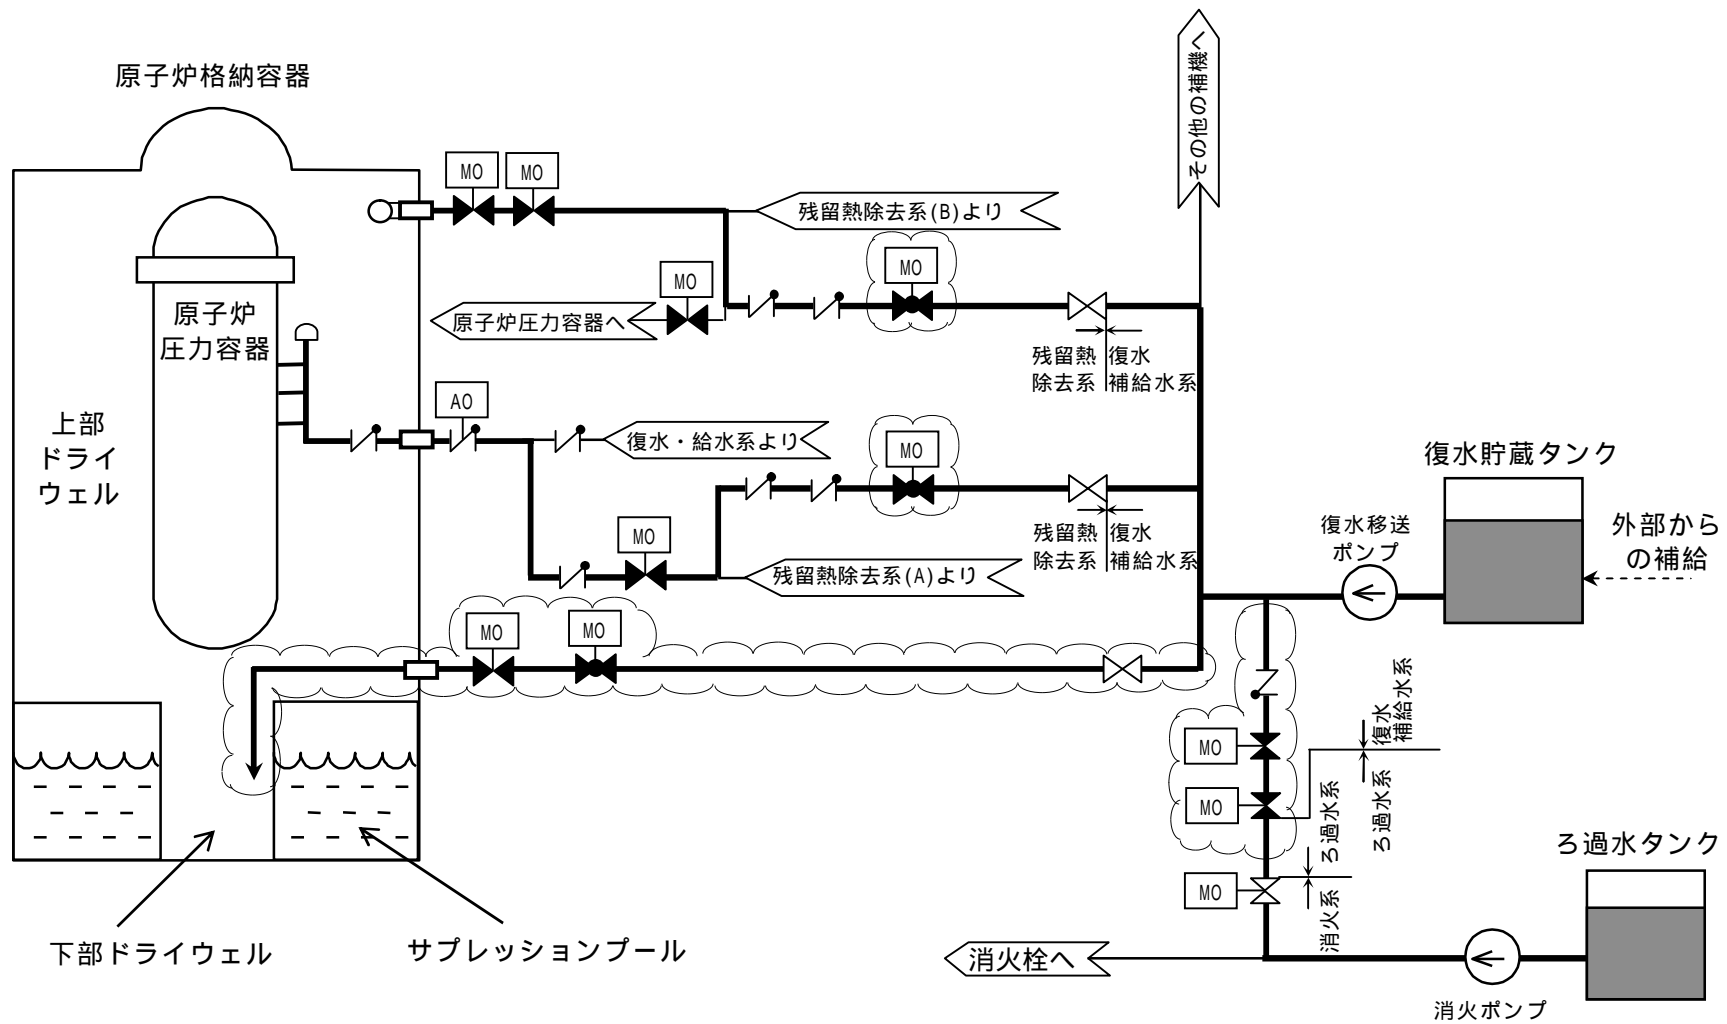 原子炉格納容器
その他の補機へ
MO
MO
残留熱除去系(B)より
MO
MO
原子炉
圧力容器
原子炉圧力容器へ
残留熱
除去系
復水
補給水系
AO
上部
ドライ
ウェル
復水・給水系より
MO
復水貯蔵タンク
MO
残留熱
除去系
復水
補給水系
復水移送
ポンプ
外部から
の補給
残留熱除去系(A)より
MO
MO
復水
補給水系
MO
ろ過水系
MO
ろ過水系
ろ過水タンク
MO
消火系
下部ドライウェル
サプレッションプール
消火栓へ
消火ポンプ